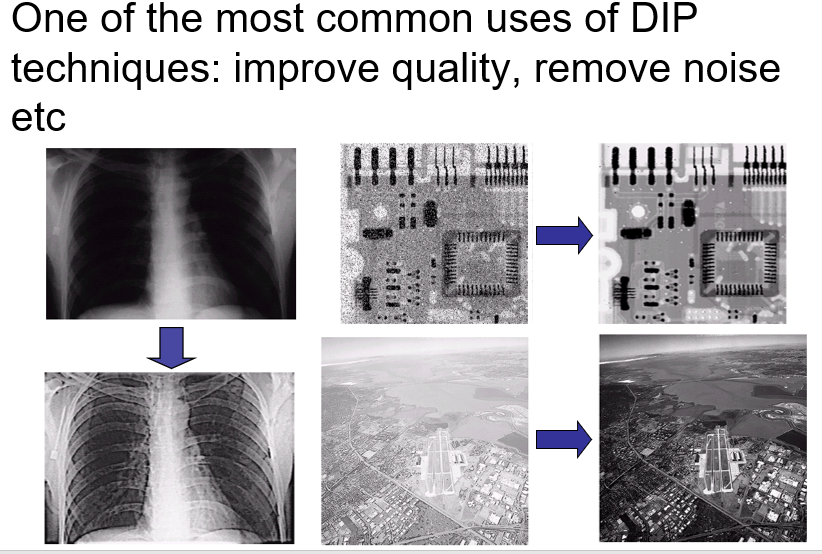 One of the most common uses of DIP
techniques: improve quality, remove noise
etc